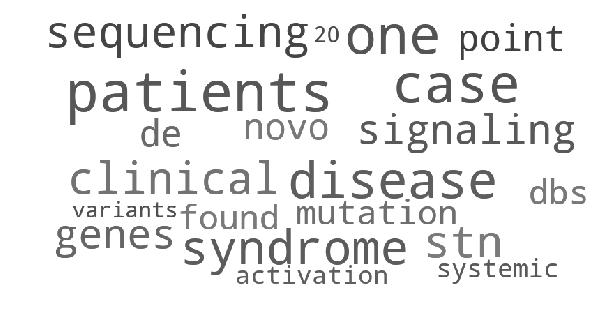 sequencing 20 one point
patients case
de novo signaling
clinical disease dbs
variants found mutation
genes syndrome stn
activation systemic